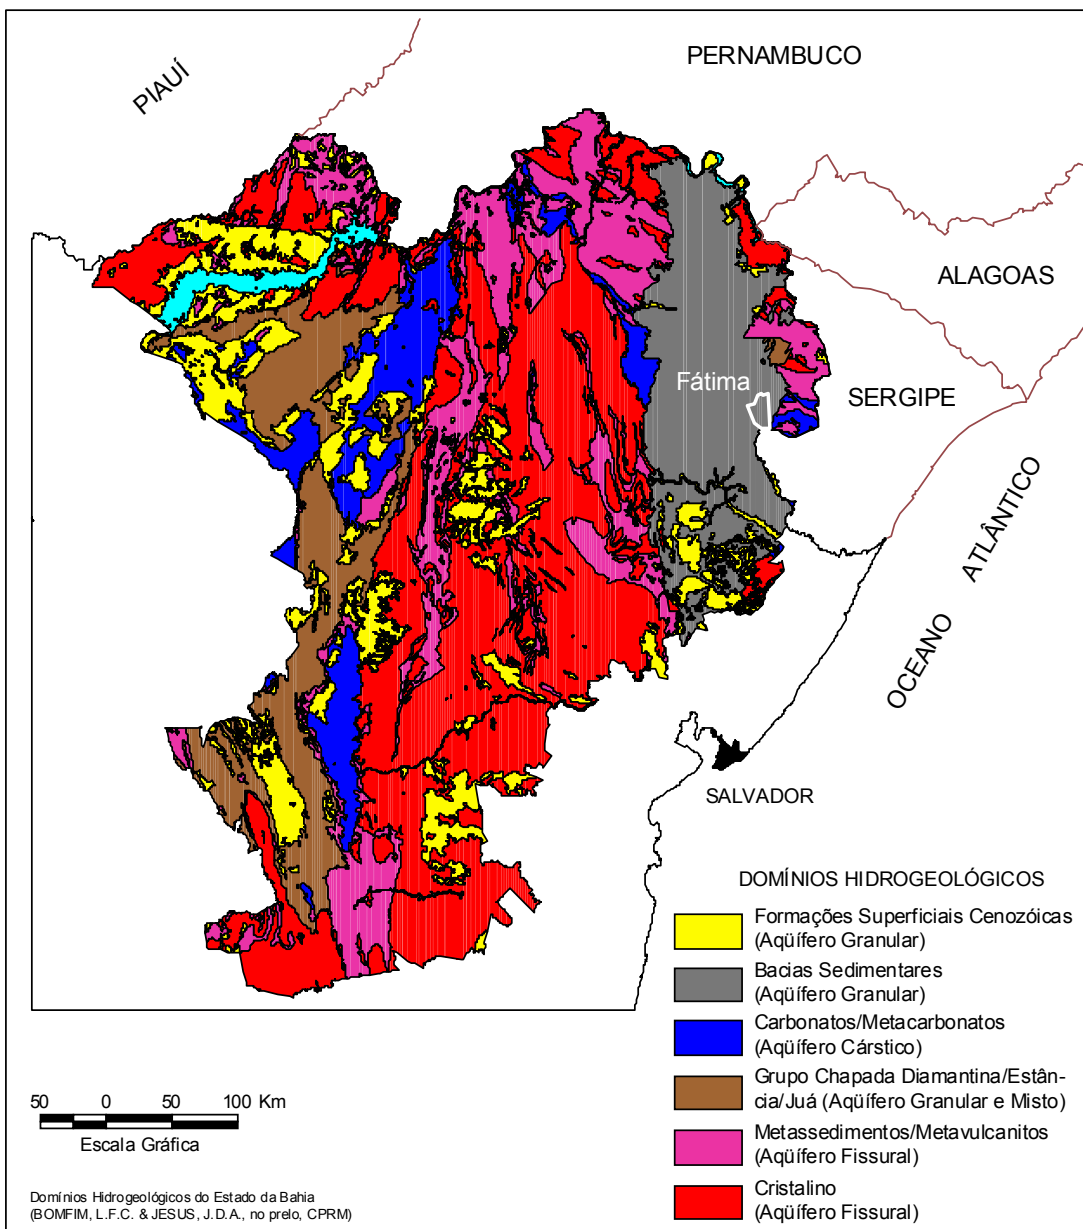 PERNAMBUCO
PIAUÍ
ALAGOAS
Fátima
SERGIPE
OCEANO ATLÂNTICO
SALVADOR
DOMÍNIOS HIDROGEOLÓGICOS
Formações Superficiais Cenozóicas
(Aqüífero Granular)
Bacias Sedimentares
(Aqüífero Granular)
Carbonatos/Metacarbonatos
(Aqüífero Cárstico)
Grupo Chapada Diamantina/Estân-
cia/Juá (Aqüífero Granular e Misto)
Metassedimentos/Metavulcanitos
(Aqüífero Fissural)
Cristalino
(Aqüífero Fissural)
50 0 50 100 Km
Escala Gráfica
Domínios Hidrogeológicos do Estado da Bahia
(BOMFIM, L.F.C. & JESUS, J.D.A., no prelo, CPRM)